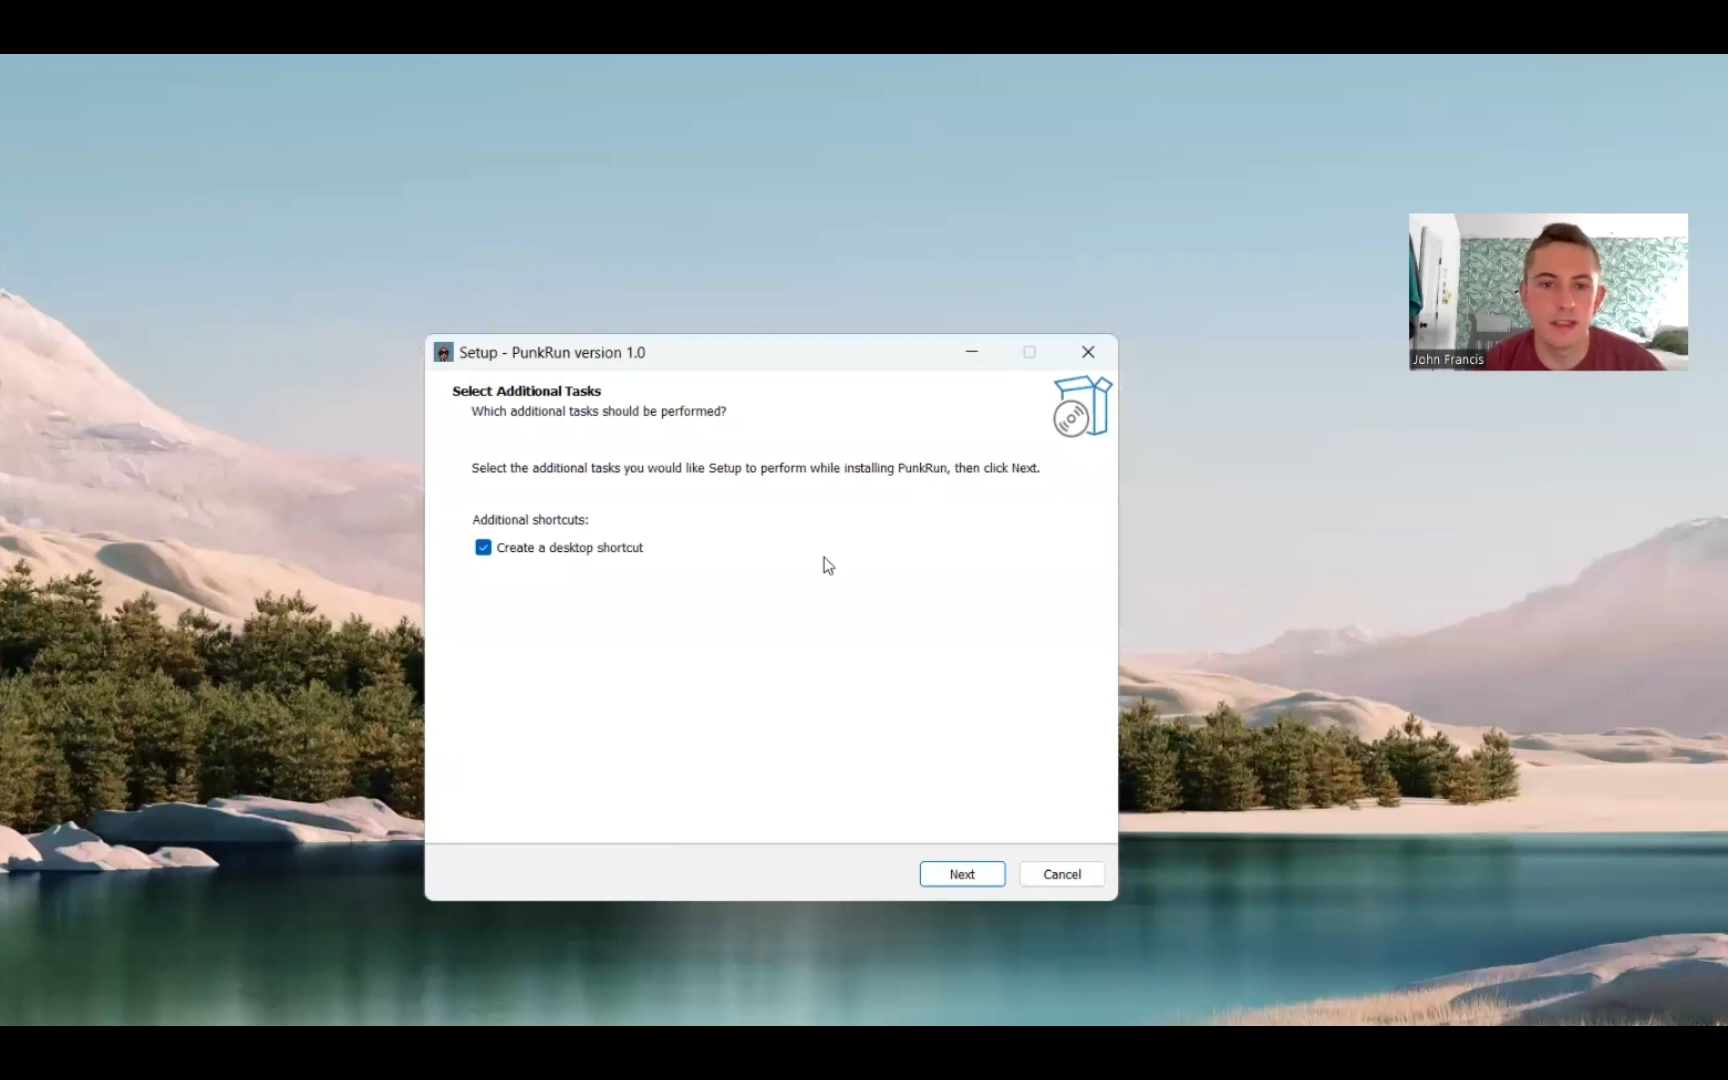 Setup - PunkRun version 1.0
Select Additional Tasks
Which additional tasks should be performed?
Select the additional tasks you would like Setup to perform while installing PunkRun, then click Next.
Additional shortcuts:
Create a desktop shortcut
Next
Cancel
John Francis